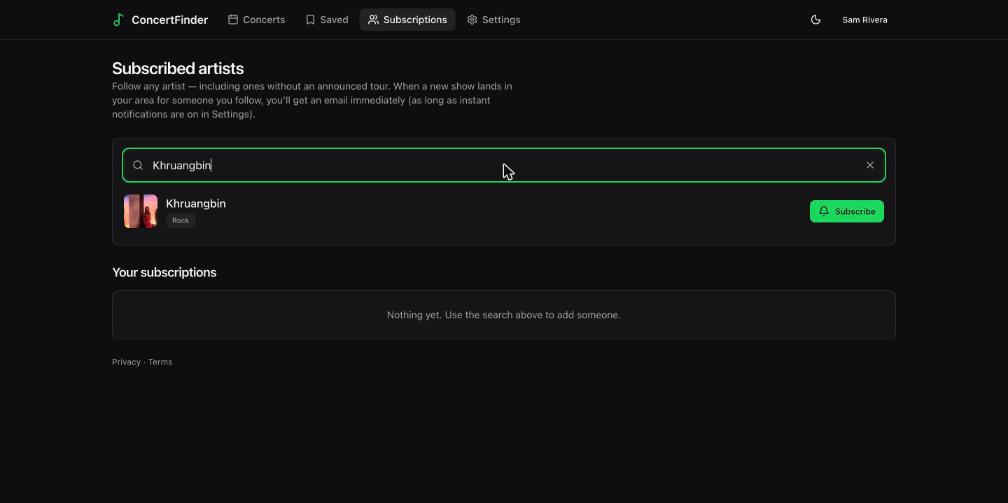 ConcertFinder
Concerts
Saved
Subscriptions
Settings
Sam Rivera
Subscribed artists
Follow any artist — including ones without an announced tour. When a new show lands in
your area for someone you follow, you'll get an email immediately (as long as instant
notifications are on in Settings).
Khruangbin
Khruangbin
Rock
Subscribe
Your subscriptions
Nothing yet. Use the search above to add someone.
Privacy · Terms